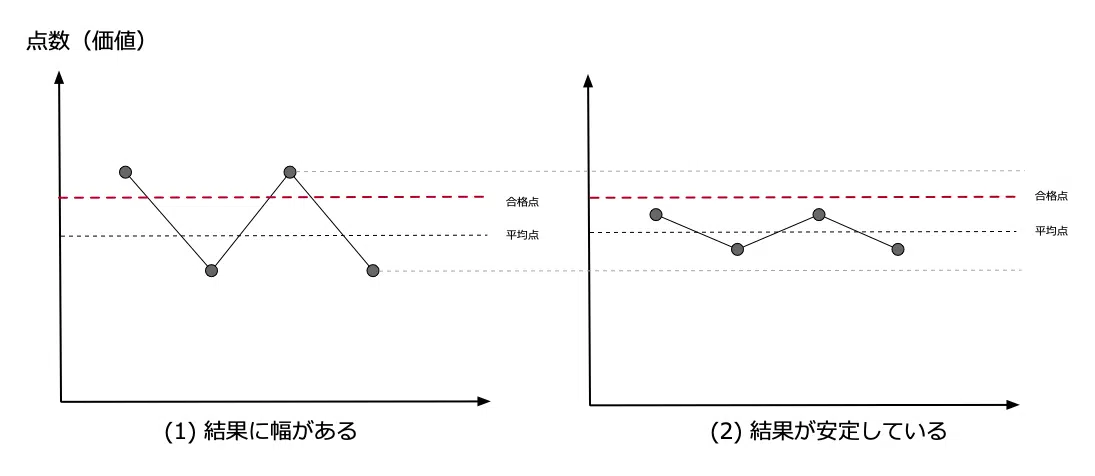 点数（価値）
合格点
平均点
合格点
平均点
(1) 結果に幅がある
(2) 結果が安定している